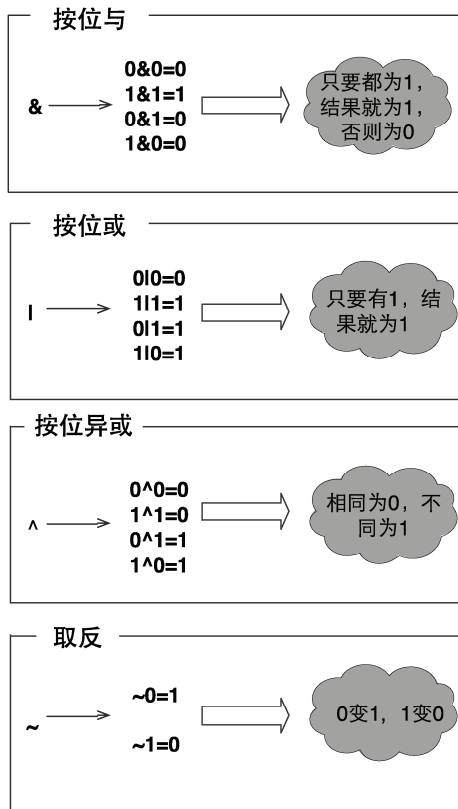 按位与
&
0&0=0
1&1=1
0&1=0
1&0=0
只要都为1，
结果就为1，
否则为0
按位或
|
0|0=0
1|1=1
0|1=1
1|0=1
只要有1，结
果就为1
按位异或
^
0^0=0
1^1=0
0^1=1
1^0=1
相同为0，不
同为1
取反
~
~0=1
~1=0
0变1，1变0